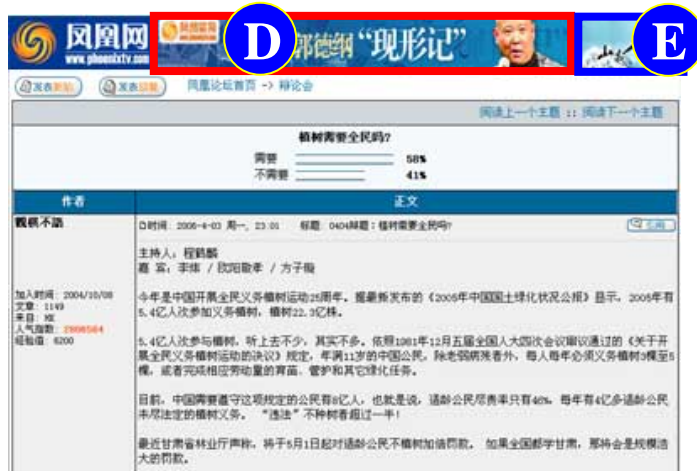 凤凰网
www.phoenixtv.com
D
郭德纲“现形记”
E
发表新帖
发表回复
凤凰论坛首页 -> 辩论会
阅读上一个主题 :: 阅读下一个主题
植树需要全民吗?
需要 58%
不需要 41%
作者 正文
觀棋不語
时间: 2006-4-03 周一, 23:01 标题: 0404辩题:植树需要全民吗?
引用
主持人: 程鹤麟
嘉 宾: 李炜 / 欧阳敬孝 / 方子俊
加入时间: 2004/10/08
文章: 1149
来自: HK
人气指数:
经验值: 6200
今年是中国开展全民义务植树运动25周年。据最新发布的《2005年中国国土绿化状况公报》显示,2005年有
5.4亿人次参加义务植树,植树22.3亿株。
5.4亿人次参与植树,听上去不少,其实不多。依照1981年12月五届全国人大四次会议审议通过的《关于开
展全民义务植树运动的决议》规定,年满11岁的中国公民,除老弱病残者外,每人每年必须义务植树3棵至5
棵,或者完成相应劳动量的育苗、管护和其它绿化任务。
目前,中国需要遵守这项规定的公民有8亿人,也就是说,适龄公民尽责率只有46%,每年有4亿多适龄公民
未尽法定的植树义务。 “违法”不种树者超过一半!
最近甘肃省林业厅声称,将于5月1日起对适龄公民不植树加倍罚款。 如果全国都学甘肃,那将会是规模浩
大的罚款。